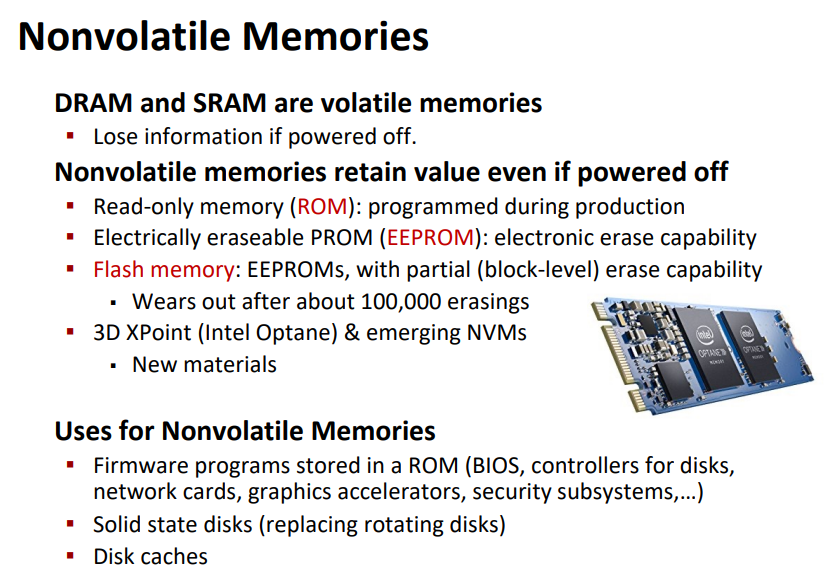 Nonvolatile Memories
DRAM and SRAM are volatile memories
▪ Lose information if powered off.
Nonvolatile memories retain value even if powered off
▪ Read-only memory (ROM): programmed during production
▪ Electrically eraseable PROM (EEPROM): electronic erase capability
▪ Flash memory: EEPROMs, with partial (block-level) erase capability
▪ Wears out after about 100,000 erasings
▪ 3D XPoint (Intel Optane) & emerging NVMs
▪ New materials
intel
OPTANE
MEMORY
intel
OPTANE
MEMORY
Uses for Nonvolatile Memories
▪ Firmware programs stored in a ROM (BIOS, controllers for disks,
network cards, graphics accelerators, security subsystems,…)
▪ Solid state disks (replacing rotating disks)
▪ Disk caches